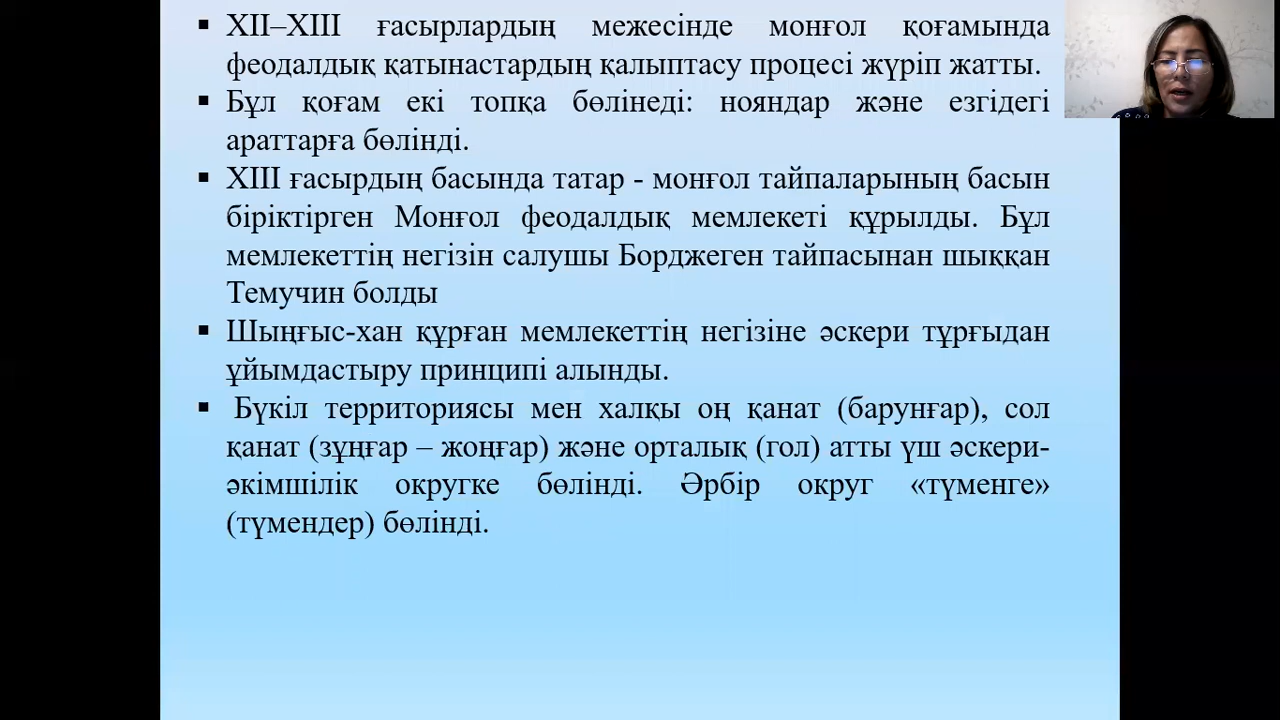 ▪ XII–XIII ғасырлардың межесінде монғол қоғамында
феодалдық қатынастардың қалыптасу процесі жүріп жатты.
▪ Бұл қоғам екі топқа бөлінеді: нояндар және езгідегі
араттарға бөлінді.
▪ XIII ғасырдың басында татар - монғол тайпаларының басын
біріктірген Монғол феодалдық мемлекеті құрылды. Бұл
мемлекеттің негізін салушы Борджеген тайпасынан шыққан
Темучин болды
▪ Шыңғыс-хан құрған мемлекеттің негізіне әскери тұрғыдан
ұйымдастыру принципі алынды.
▪ Бүкіл территориясы мен халқы оң қанат (барунғар), сол
қанат (зұңғар – жоңғар) және орталық (гол) атты үш әскери-
әкімшілік округке бөлінді. Әрбір округ «түменге»
(түмендер) бөлінді.